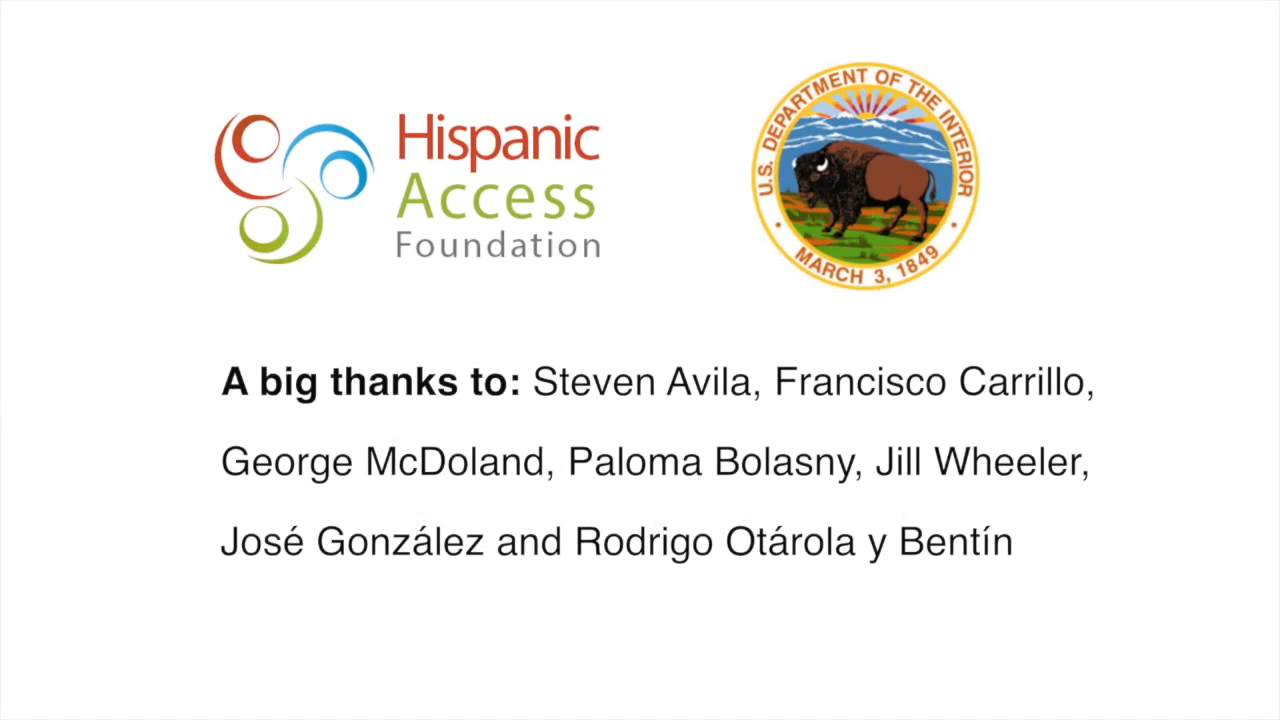 Hispanic
Access
Foundation
U.S. DEPARTMENT OF THE INTERIOR
MARCH 3, 1849
A big thanks to: Steven Avila, Francisco Carrillo,
George McDoland, Paloma Bolasny, Jill Wheeler,
José González and Rodrigo Otárola y Bentín